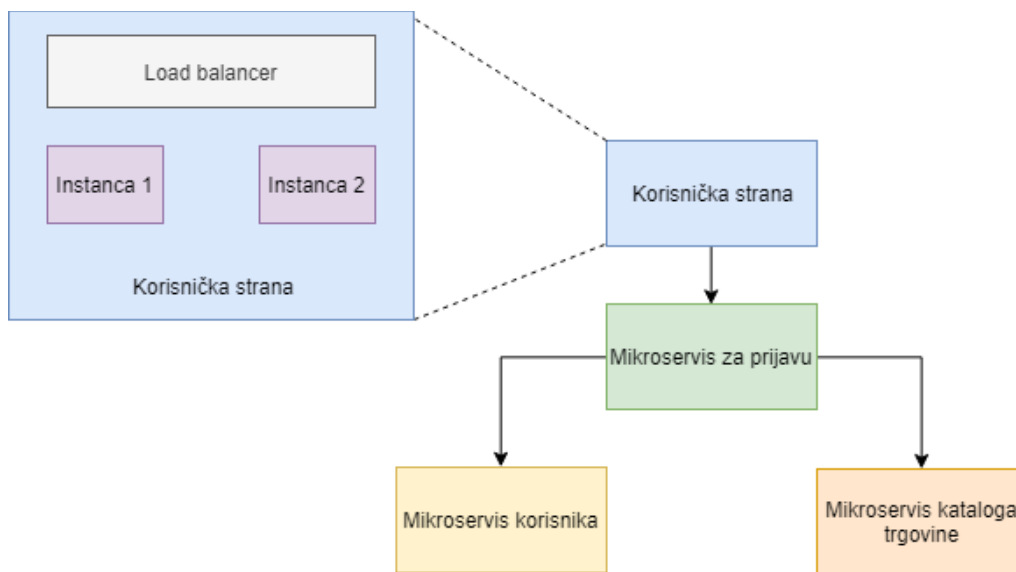 Load balancer
Instanca 1
Instanca 2
Korisnička strana
Korisnička strana
Mikroservis za prijavu
Mikroservis korisnika
Mikroservis kataloga
trgovine